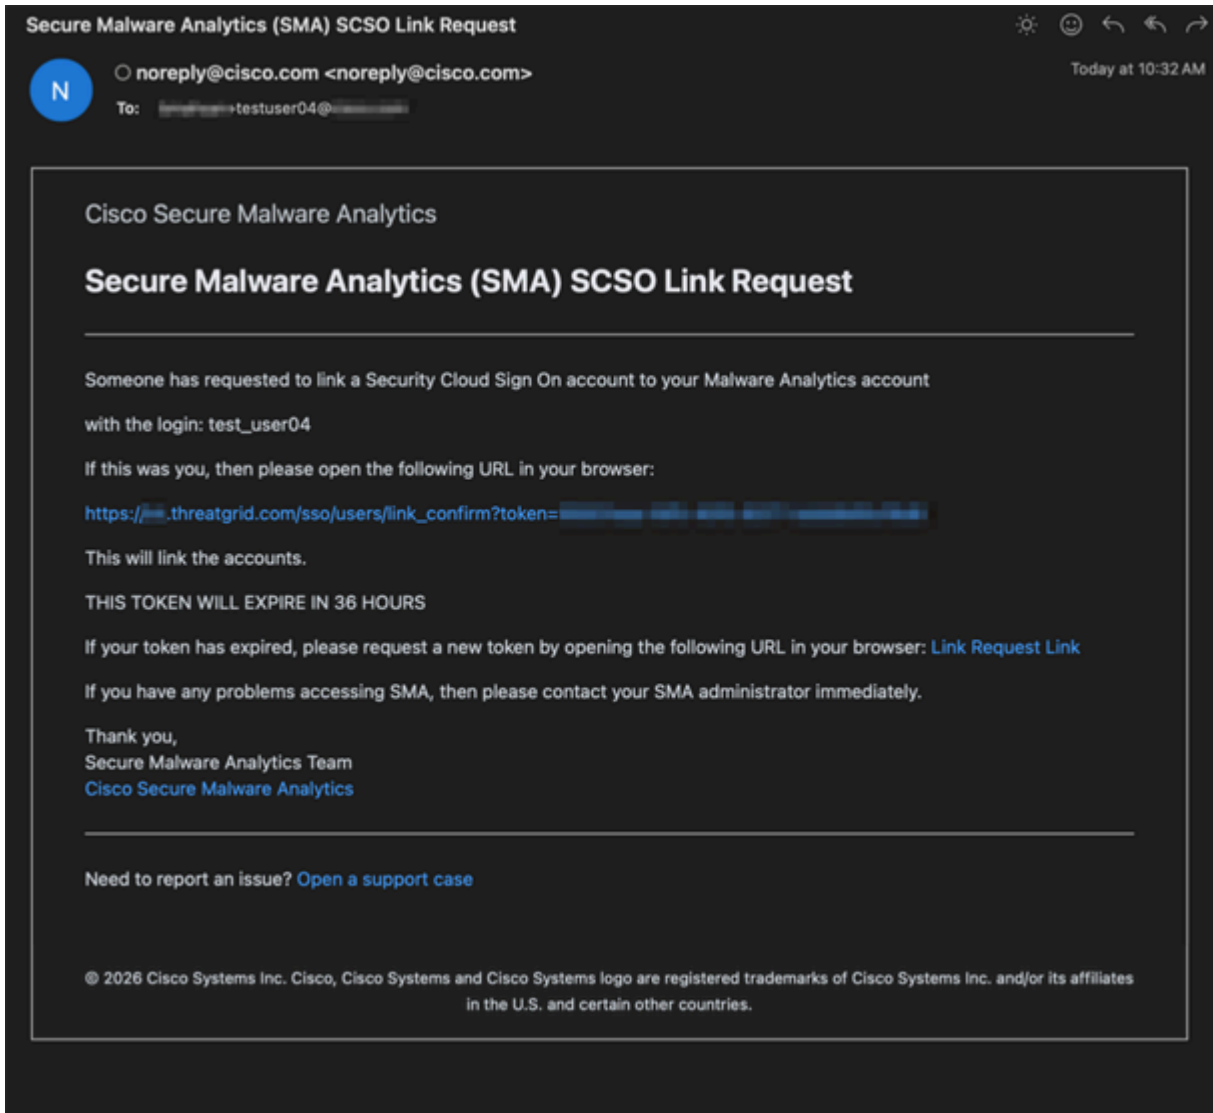 Secure Malware Analytics (SMA) SCSO Link Request
N
noreply@cisco.com <noreply@cisco.com>
Today at 10:32 AM
To: +testuser04@
Cisco Secure Malware Analytics
Secure Malware Analytics (SMA) SCSO Link Request
Someone has requested to link a Security Cloud Sign On account to your Malware Analytics account
with the login: test_user04
If this was you, then please open the following URL in your browser:
https://.threatgrid.com/sso/users/link_confirm?token=
This will link the accounts.
THIS TOKEN WILL EXPIRE IN 36 HOURS
If your token has expired, please request a new token by opening the following URL in your browser: Link Request Link
If you have any problems accessing SMA, then please contact your SMA administrator immediately.
Thank you,
Secure Malware Analytics Team
Cisco Secure Malware Analytics
Need to report an issue? Open a support case
© 2026 Cisco Systems Inc. Cisco, Cisco Systems and Cisco Systems logo are registered trademarks of Cisco Systems Inc. and/or its affiliates
in the U.S. and certain other countries.